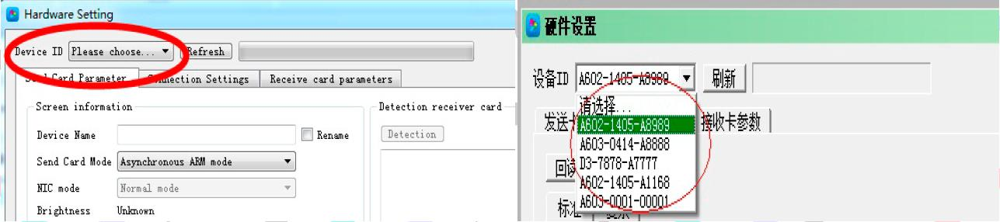 Hardware Setting
Device ID Please choose... Refresh
Send Card Parameter Connection Settings Receive card parameters
Screen information
Detection receiver card
Device Name
Rename
Detection
Send Card Mode Asynchronous ARM mode
NIC mode Normal mode
Brightness Unknown
硬件设置
设备ID A602-1405-A8989 刷新
请选择...
发送卡
A602-1405-A8989
接收卡参数
A603-0414-A8888
回读
D3-7878-A7777
A602-1405-A1168
标准
A603-0001-00001